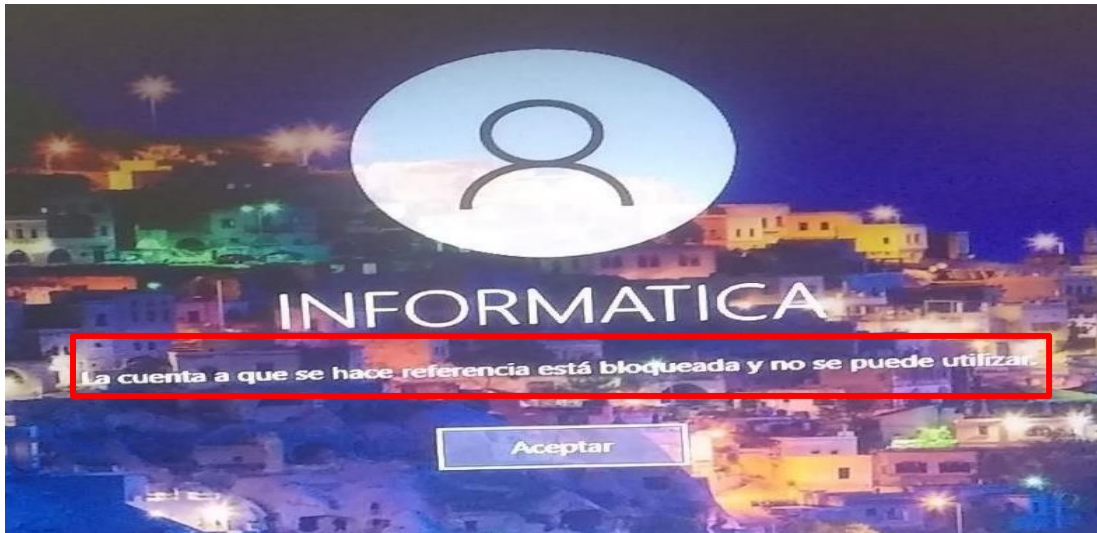 INFORMATICA
La cuenta a que se hace referencia está bloqueada y no se puede utilizar.
Aceptar